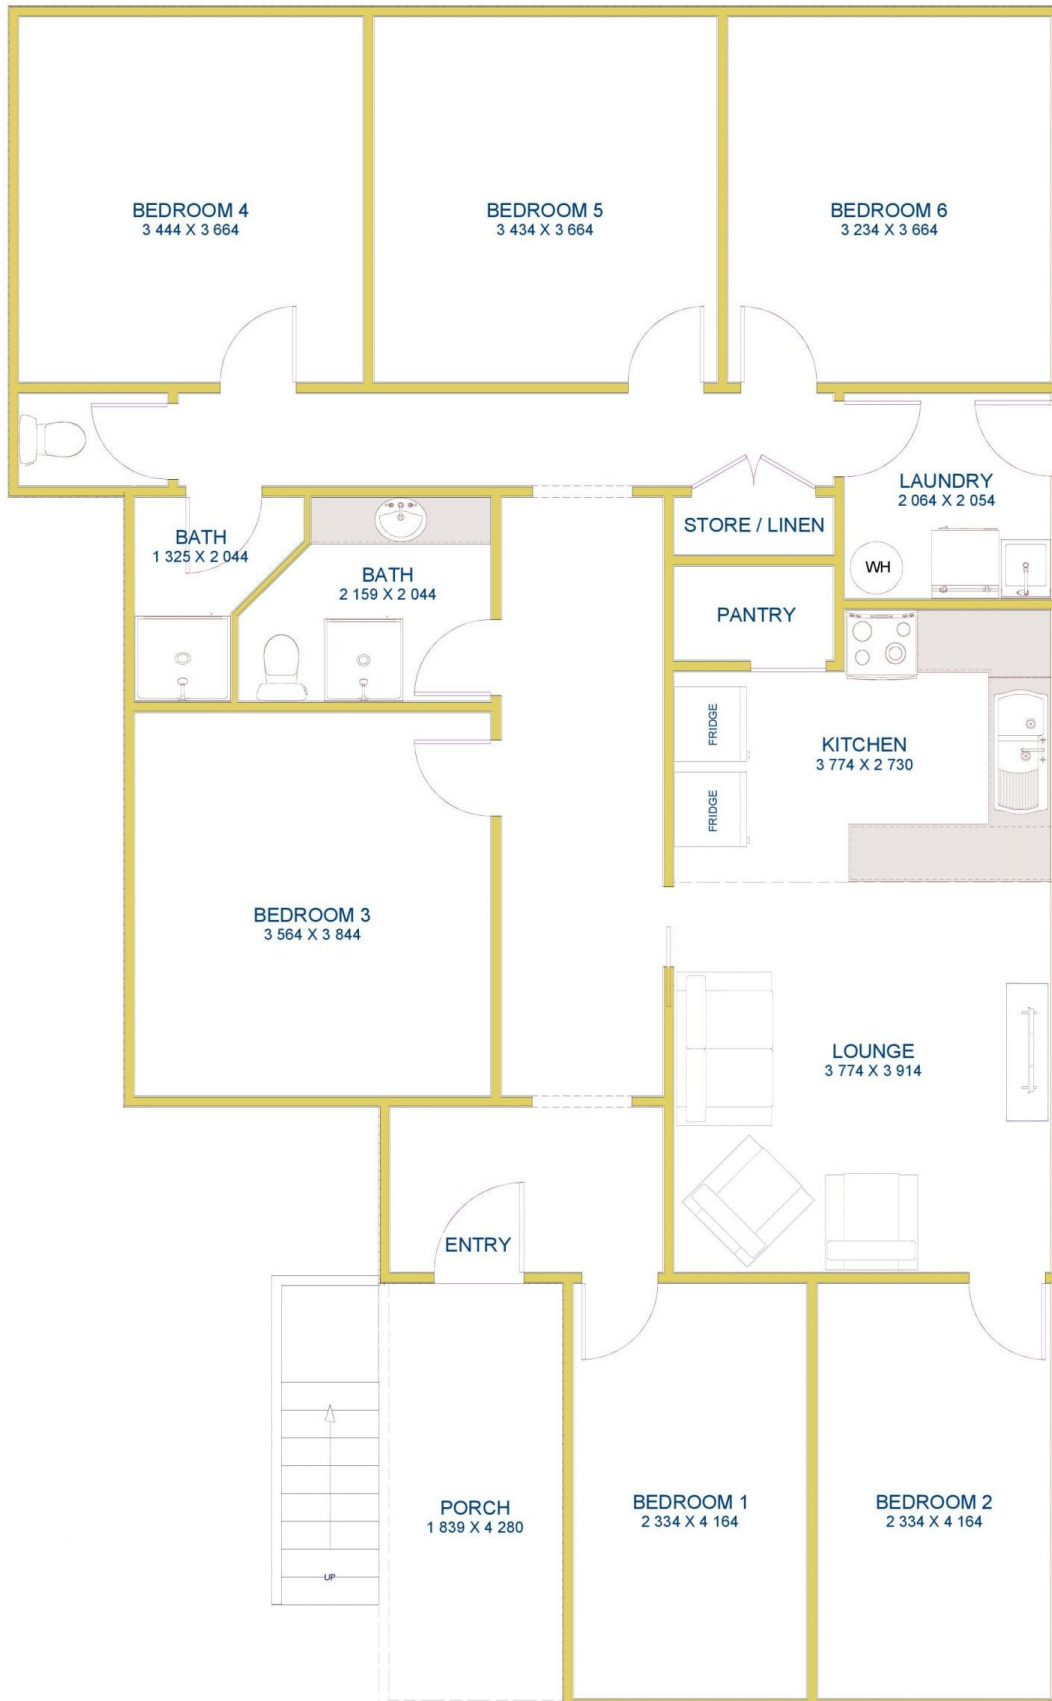 BEDROOM 4
3 444 X 3 664
BEDROOM 5
3 434 X 3 664
BEDROOM 6
3 234 X 3 664
LAUNDRY
2 064 X 2 054
STORE / LINEN
BATH
1 325 X 2 044
BATH
2 159 X 2 044
WH
PANTRY
FRIDGE
KITCHEN
3 774 X 2 730
FRIDGE
BEDROOM 3
3 564 X 3 844
LOUNGE
3 774 X 3 914
ENTRY
PORCH
1 839 X 4 280
BEDROOM 1
2 334 X 4 164
BEDROOM 2
2 334 X 4 164
UP